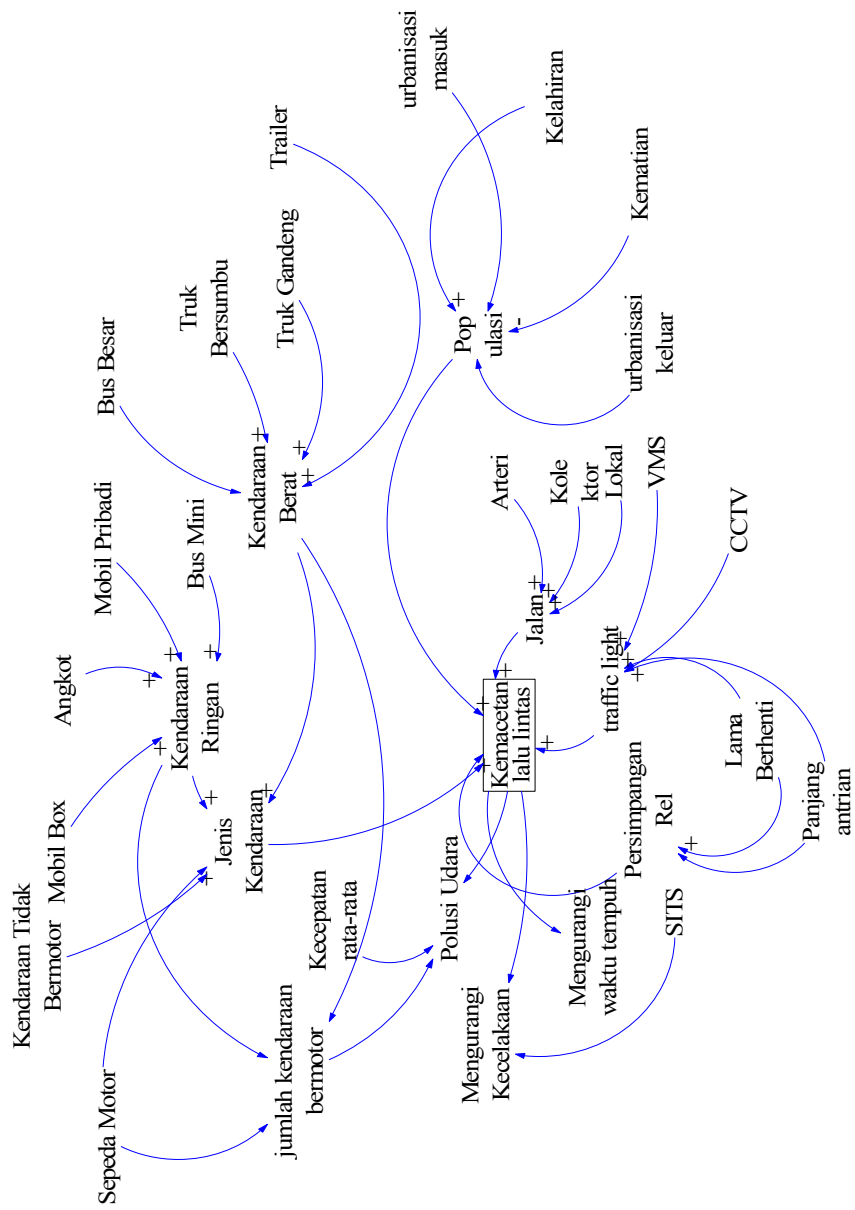 Kendaraan Tidak
Bermotor
Sepeda Motor
Mobil Box
Angkot
Mobil Pribadi
Bus Mini
Bus Besar
Truk
Bersumbu
Truk Gandeng
Trailer
+
+
+
+
Kendaraan
Ringan
+
+
+
+
Kendaraan
Berat
+
+
Jenis
Kendaraan
+
jumlah kendaraan
bermotor
Kecepatan
rata-rata
Polusi Udara
Mengurangi
Kecelakaan
Mengurangi
waktu tempuh
SITS
Persimpangan
Rel
+
Kemacetan
lalu lintas
+
+
+
+
Jalan
+
+
+
Arteri
Kole
ktor
Lokal
VMS
CCTV
traffic light
+
+
+
Lama
Berhenti
Panjang
antrian
Pop
ulasi
+
-
urbanisasi
masuk
Kelahiran
Kematian
urbanisasi
keluar